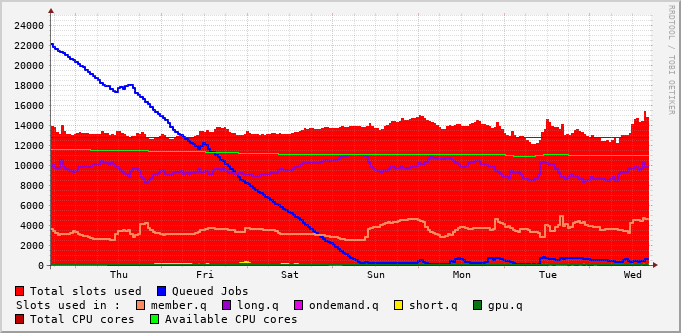 24000
22000
20000
18000
16000
14000
12000
10000
8000
6000
4000
2000
0
Thu Fri Sat Sun Mon Tue Wed
Total slots used Queued Jobs
Slots used in : member.q long.q ondemand.q short.q gpu.q
Total CPU cores Available CPU cores
RRDTOOL / TOBI OETIKER